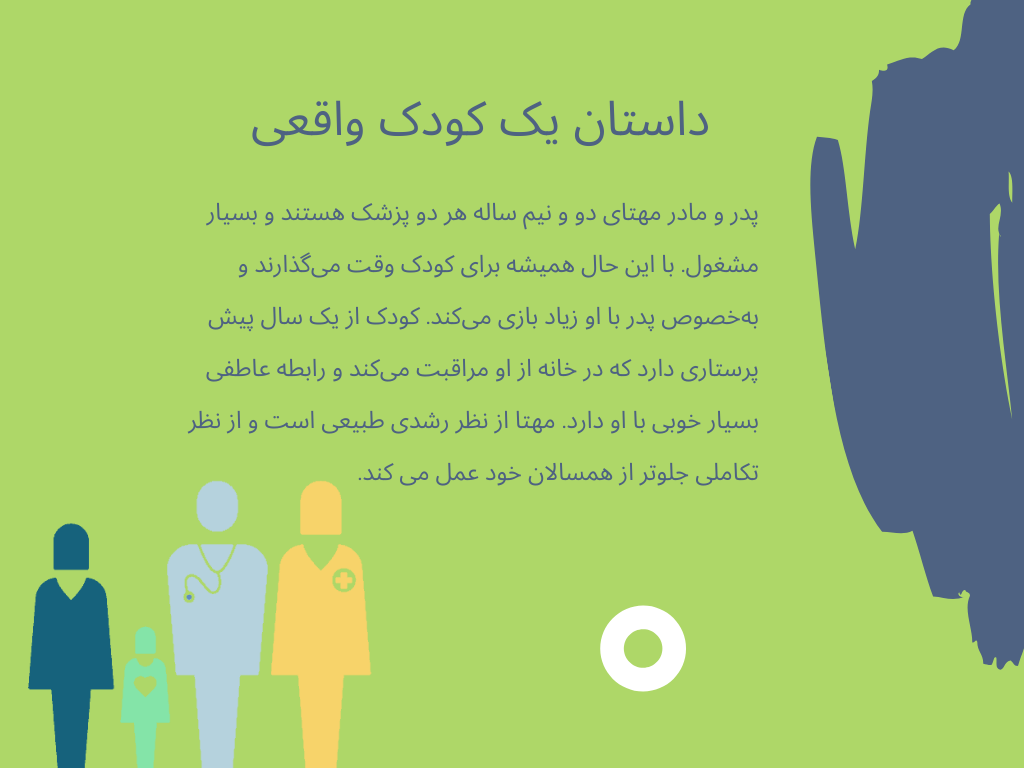 داستان یک کودک واقعی
پدر و مادر مهتای دو و نیم ساله هر دو پزشک هستند و بسیار
مشغول. با این حال همیشه برای کودک وقت می‌گذارند و
به‌خصوص پدر با او زیاد بازی می‌کند. کودک از یک سال پیش
پرستاری دارد که در خانه از او مراقبت می‌کند و رابطه عاطفی
بسیار خوبی با او دارد. مهتا از نظر رشدی طبیعی است و از نظر
تکاملی جلوتر از همسالان خود عمل می کند.